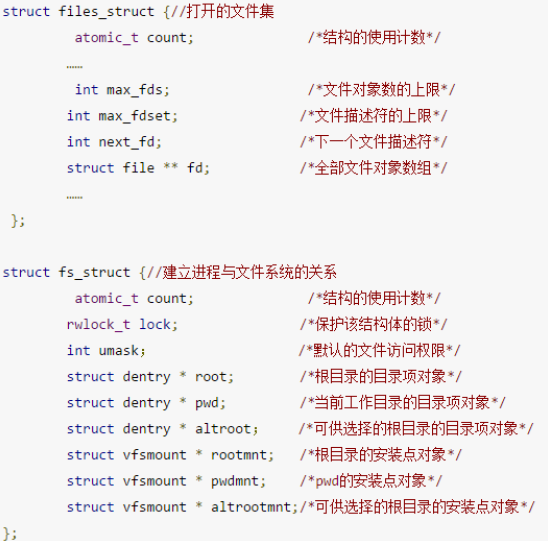 struct files_struct {//打开的文件集
atomic_t count; /*结构的使用计数*/
……
int max_fds; /*文件对象数的上限*/
int max_fdset; /*文件描述符的上限*/
int next_fd; /*下一个文件描述符*/
struct file ** fd; /*全部文件对象数组*/
……
};
struct fs_struct {//建立进程与文件系统的关系
atomic_t count; /*结构的使用计数*/
rwlock_t lock; /*保护该结构体的锁*/
int umask； /*默认的文件访问权限*/
struct dentry * root; /*根目录的目录项对象*/
struct dentry * pwd; /*当前工作目录的目录项对象*/
struct dentry * altroot； /*可供选择的根目录的目录项对象*/
struct vfsmount * rootmnt; /*根目录的安装点对象*/
struct vfsmount * pwdmnt; /*pwd的安装点对象*/
struct vfsmount * altrootmnt;/*可供选择的根目录的安装点对象*/
};